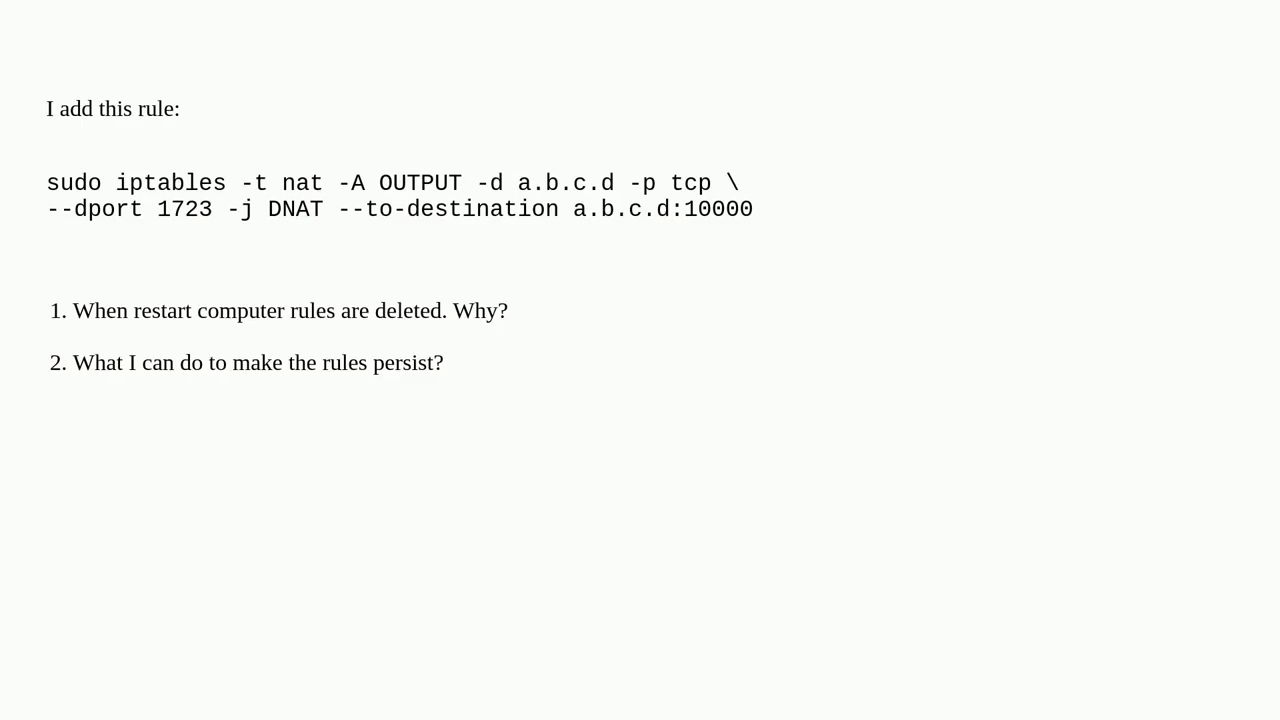 I add this rule:
sudo iptables -t nat -A OUTPUT -d a.b.c.d -p tcp \
--dport 1723 -j DNAT --to-destination a.b.c.d:10000
1. When restart computer rules are deleted. Why?
2. What I can do to make the rules persist?